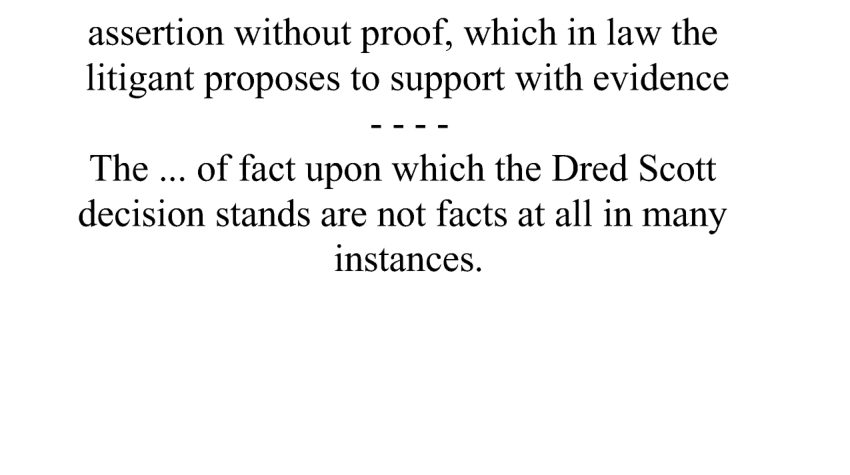 assertion without proof, which in law the
litigant proposes to support with evidence
- - - -
The ... of fact upon which the Dred Scott
decision stands are not facts at all in many
instances.